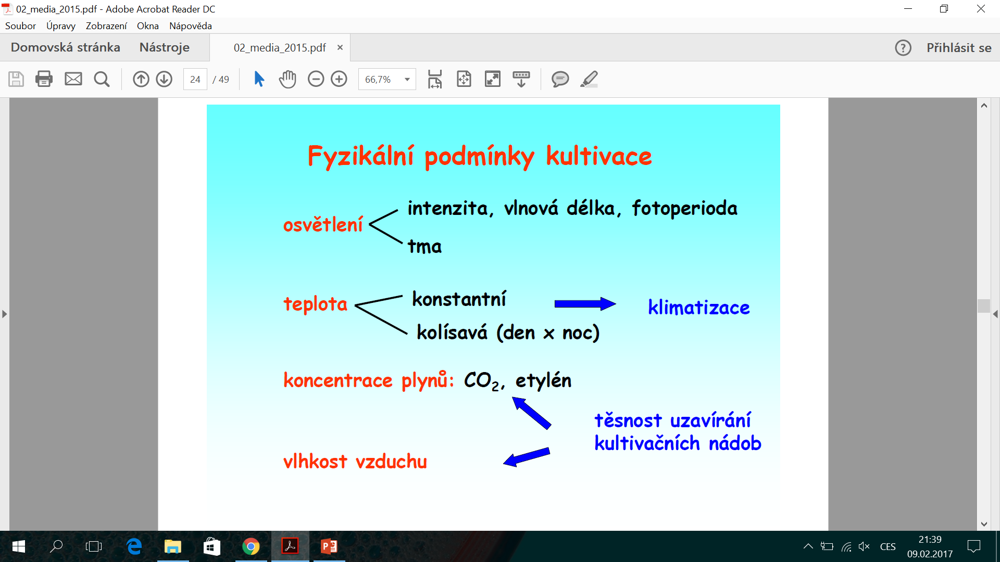 02_media_2015.pdf - Adobe Acrobat Reader DC
Soubor Úpravy Zobrazení Okna Nápověda
Domovská stránka Nástroje 02_media_2015.pdf × ? Přihlásit se
24 / 49 66,7%
Fyzikální podmínky kultivace
intenzita, vlnová délka, fotoperioda
osvětlení
tma
konstantní
teplota
klimatizace
kolísavá (den x noc)
koncentrace plynů: CO₂, etylén
těsnost uzavírání
kultivačních nádob
vlhkost vzduchu
CES
21:39
09.02.2017